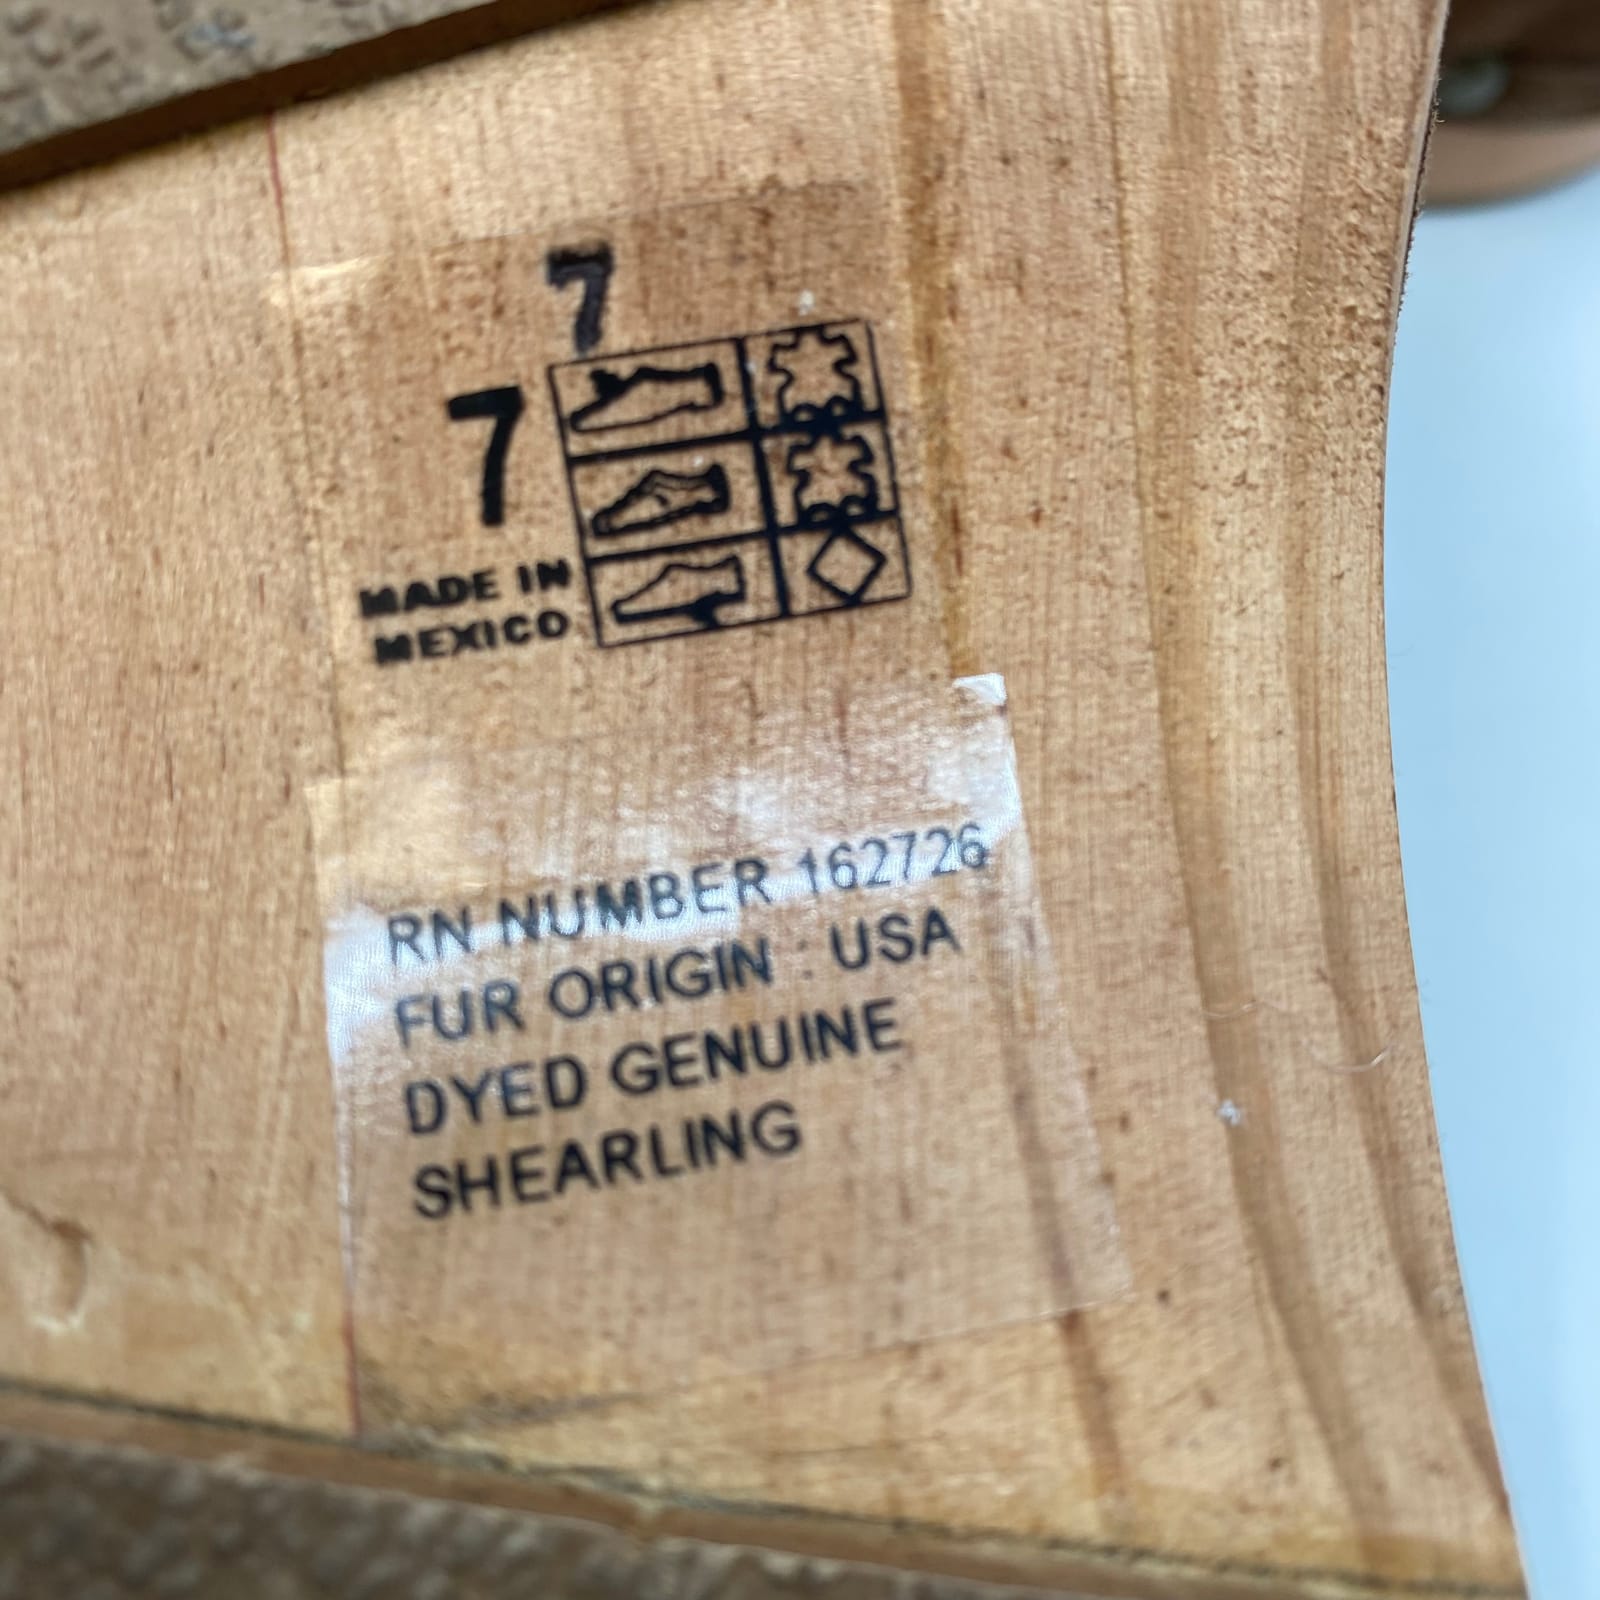 7
7
MADE IN
MEXICO
RN NUMBER 162726
FUR ORIGIN : USA
DYED GENUINE
SHEARLING